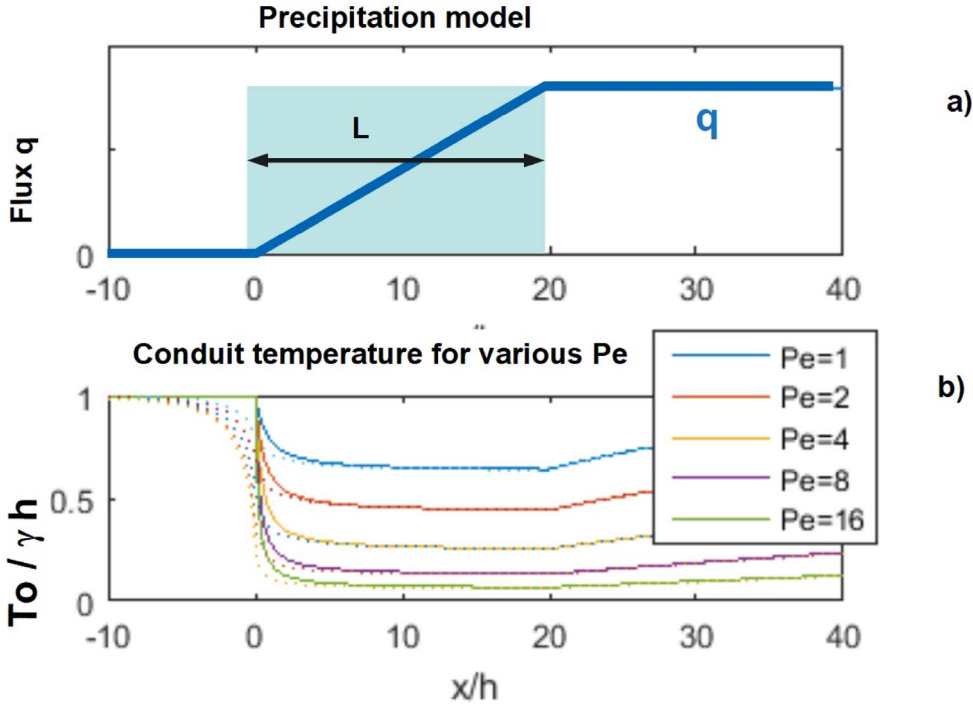 Precipitation model
a)
L
q
Flux q
0
-10 0 10 20 30 40
Conduit temperature for various Pe
b)
Pe=1
Pe=2
Pe=4
Pe=8
Pe=16
1
0.5
0
To / γ h
-10 0 10 20 30 40
x/h